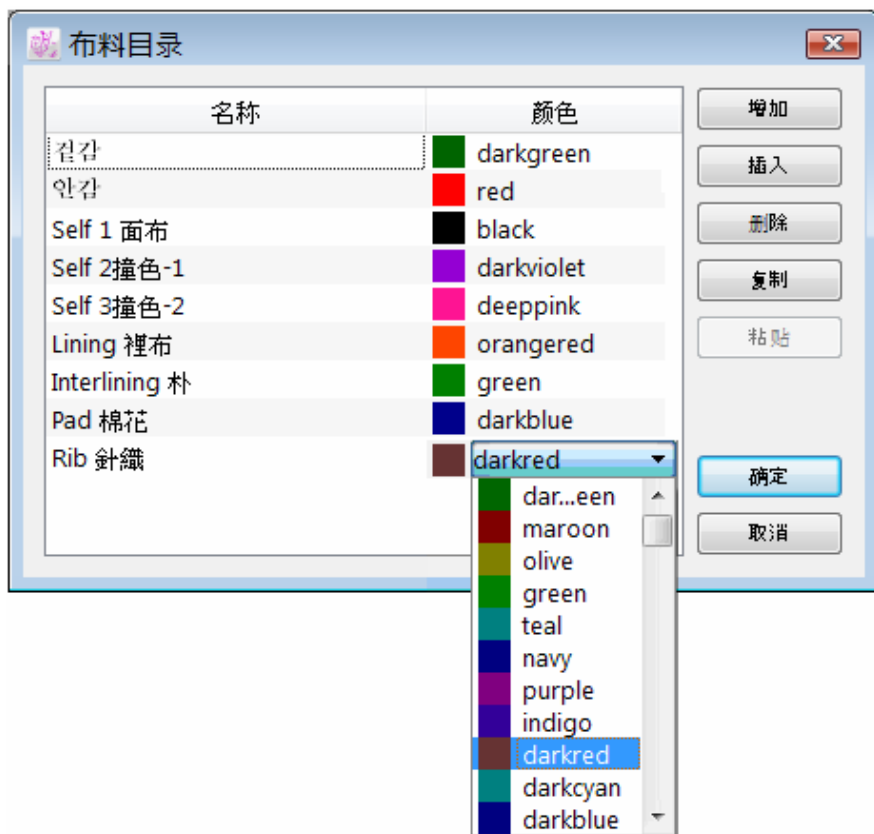 布料目录
名称 颜色
겉감 darkgreen
안감 red
Self 1 面布 black
Self 2撞色-1 darkviolet
Self 3撞色-2 deeppink
Lining 裡布 orangered
Interlining 朴 green
Pad 棉花 darkblue
Rib 針織 darkred
dar...een
maroon
olive
green
teal
navy
purple
indigo
darkred
darkcyan
darkblue
增加
插入
删除
复制
粘贴
确定
取消